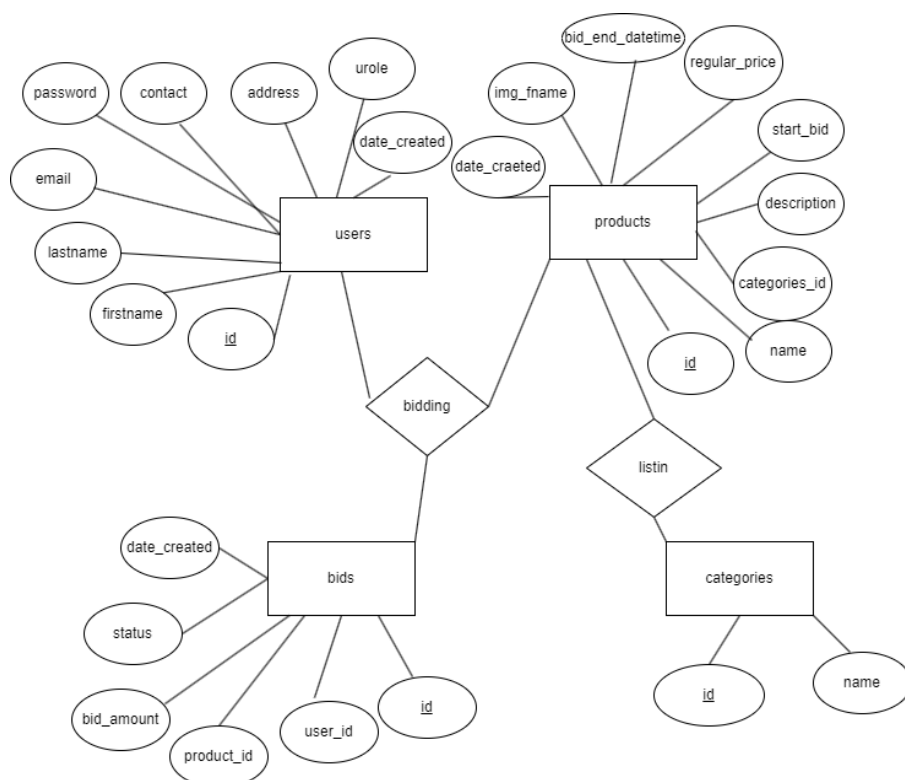 bid_end_datetime
urole
regular_price
password
contact
address
img_fname
start_bid
date_created
date_craeted
email
description
users
products
lastname
categories_id
firstname
id
id
name
bidding
listin
date_created
bids
categories
status
id
name
bid_amount
id
user_id
product_id